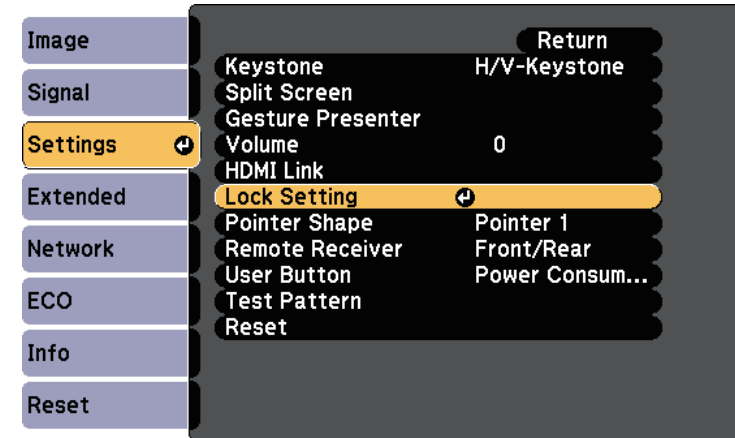 Image
Signal
Settings
Extended
Network
ECO
Info
Reset
Return
Keystone H/V-Keystone
Split Screen
Gesture Presenter
Volume 0
HDMI Link
Lock Setting
Pointer Shape Pointer 1
Remote Receiver Front/Rear
User Button Power Consum...
Test Pattern
Reset